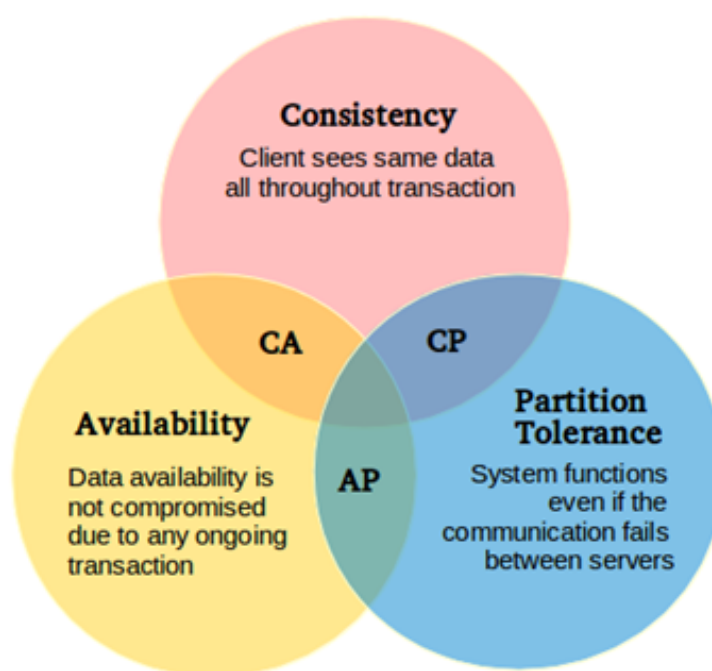 Consistency
Client sees same data
all throughout transaction
CA
CP
Availability
Data availability is
not compromised
due to any ongoing
transaction
AP
Partition
Tolerance
System functions
even if the
communication fails
between servers